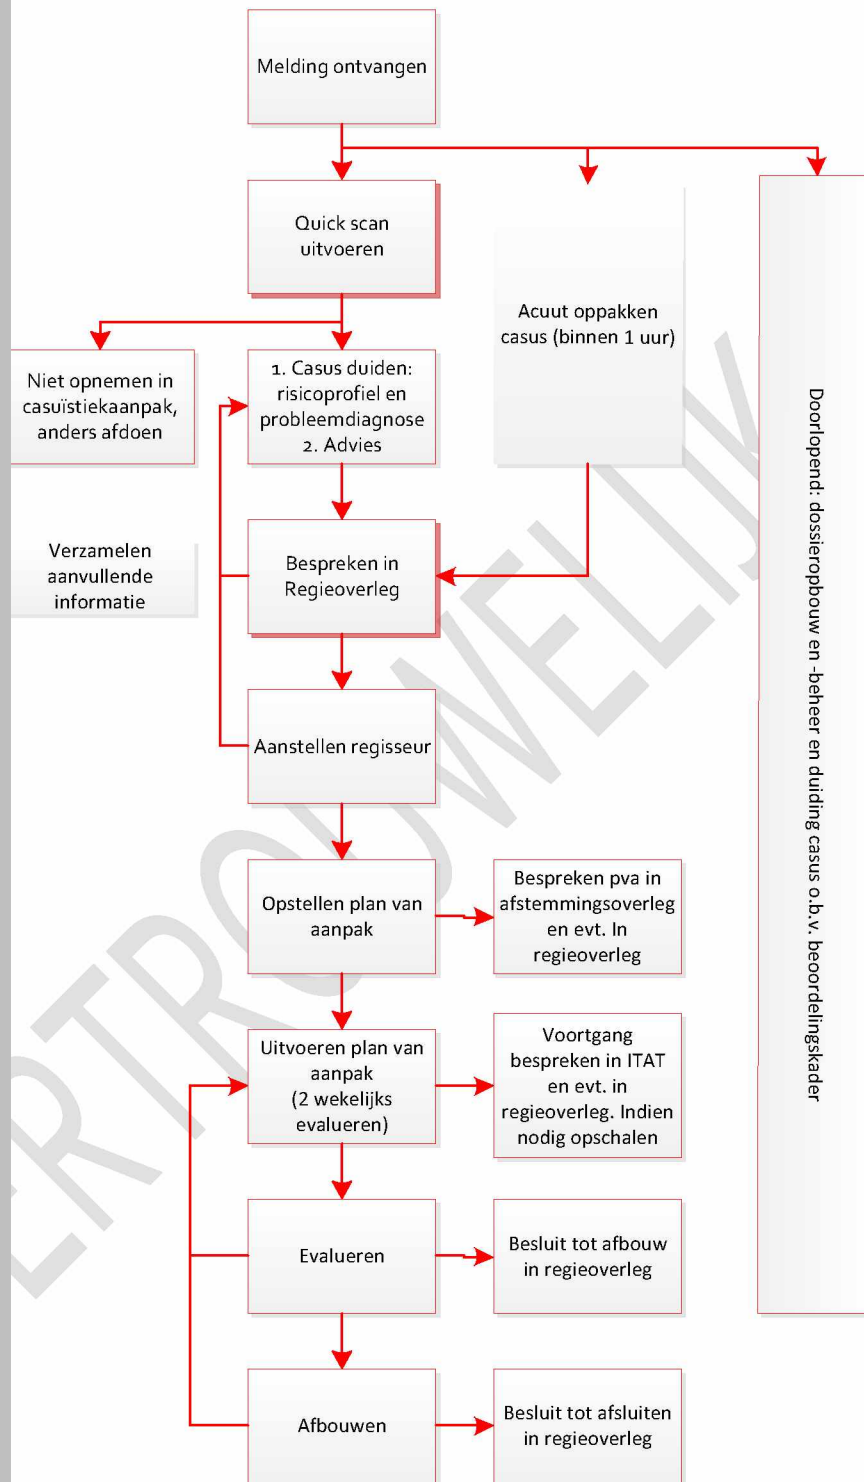 Melding ontvangen
Quick scan
uitvoeren
Acuut oppakken
casus (binnen 1 uur)
Niet opnemen in
casuïstiekaanpak,
anders afdoen
1. Casus duiden:
risicoprofiel en
probleemdiagnose
2. Advies
Verzamelen
aanvullende
informatie
Bespreken in
Regieoverleg
Aanstellen regisseur
Opstellen plan van
aanpak
Bespreken pva in
afstemmingsoverleg
en evt. In
regieoverleg
Uitvoeren plan van
aanpak
(2 wekelijks
evalueren)
Voortgang
bespreken in ITAT
en evt. in
regieoverleg. Indien
nodig opschalen
Evalueren
Besluit tot afbouw
in regieoverleg
Afbouwen
Besluit tot afsluiten
in regieoverleg
Doorlopend: dossieropbouw en -beheer en duiding casus o.b.v. beoordelingskader
ERTROUWELIJK